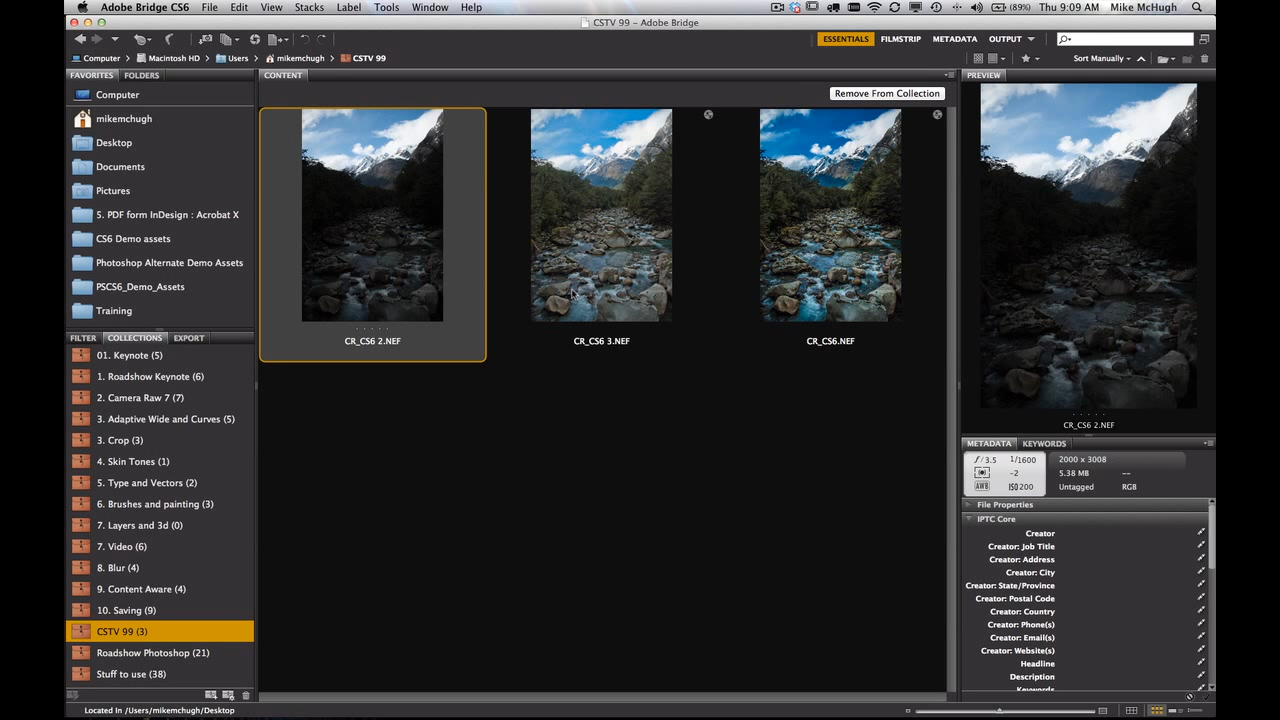 Adobe Bridge CS6 File Edit View Stacks Label Tools Window Help (89%) Thu 9:09 AM Mike McHugh
CSTV 99 – Adobe Bridge
ESSENTIALS FILMSTRIP METADATA OUTPUT
Computer Macintosh HD Users mikemchugh CSTV 99 Sort Manually
FAVORITES FOLDERS
Computer
mikemchugh
Desktop
Documents
Pictures
5. PDF form InDesign : Acrobat X
CS6 Demo assets
Photoshop Alternate Demo Assets
PSCS6_Demo_Assets
Training
FILTER COLLECTIONS EXPORT
01. Keynote (5)
1. Roadshow Keynote (6)
2. Camera Raw 7 (7)
3. Adaptive Wide and Curves (5)
3. Crop (3)
4. Skin Tones (1)
5. Type and Vectors (2)
6. Brushes and painting (3)
7. Layers and 3d (0)
7. Video (6)
8. Blur (4)
9. Content Aware (4)
10. Saving (9)
CSTV 99 (3)
Roadshow Photoshop (21)
Stuff to use (38)
CONTENT
Remove From Collection
CR_CS6 2.NEF
CR_CS6 3.NEF
CR_CS6.NEF
PREVIEW
CR_CS6 2.NEF
METADATA KEYWORDS
ƒ/3.5 1/1600
-2
AWB ISO200
2000 x 3008
5.38 MB --
Untagged RGB
File Properties
IPTC Core
Creator
Creator: Job Title
Creator: Address
Creator: City
Creator: State/Province
Creator: Postal Code
Creator: Country
Creator: Phone(s)
Creator: Email(s)
Creator: Website(s)
Headline
Description
Keywords
Located In /Users/mikemchugh/Desktop